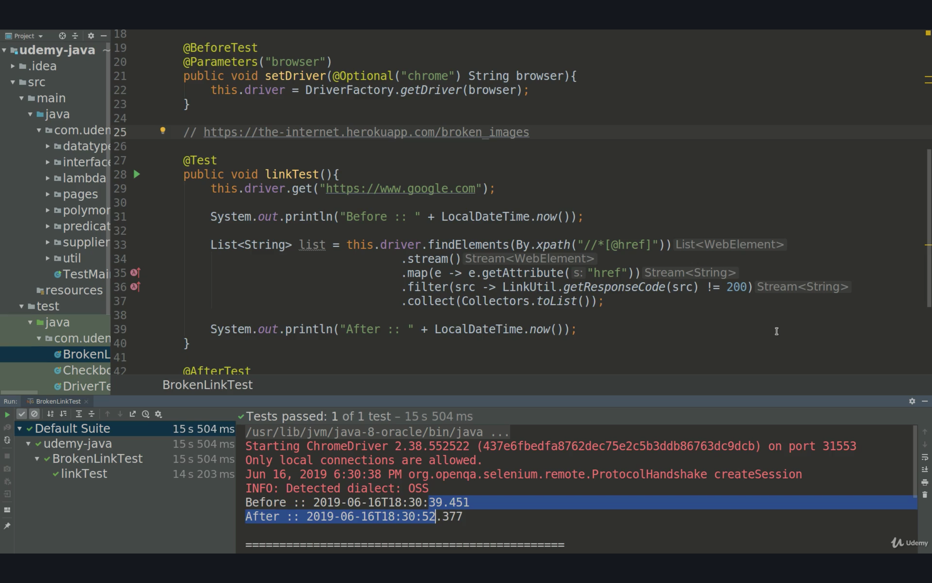 Project
udemy-java ~
.idea
src
main
java
com.uden
datatype
interfac
lambda
pages
polymor
predicat
supplier
util
TestMai
resources
test
java
com.uden
BrokenL
Checkbo
DriverTe
18
19 @BeforeTest
20 @Parameters("browser")
21 public void setDriver(@Optional("chrome") String browser){
22 this.driver = DriverFactory.getDriver(browser);
23 }
24
25 // https://the-internet.herokuapp.com/broken_images
26
27 @Test
28 public void linkTest(){
29 this.driver.get("https://www.google.com");
30
31 System.out.println("Before :: " + LocalDateTime.now());
32
33 List<String> list = this.driver.findElements(By.xpath("//*[@href]")) List<WebElement>
34 .stream() Stream<WebElement>
35 .map(e -> e.getAttribute( s: "href")) Stream<String>
36 .filter(src -> LinkUtil.getResponseCode(src) != 200) Stream<String>
37 .collect(Collectors.toList());
38
39 System.out.println("After :: " + LocalDateTime.now());
40 }
41
42 @AfterTest
BrokenLinkTest
Run: BrokenLinkTest
Default Suite 15 s 504 ms
udemy-java 15 s 504 ms
BrokenLinkTest 15 s 504 ms
linkTest 14 s 203 ms
Tests passed: 1 of 1 test – 15 s 504 ms
/usr/lib/jvm/java-8-oracle/bin/java ...
Starting ChromeDriver 2.38.552522 (437e6fbedfa8762dec75e2c5b3ddb86763dc9dcb) on port 31553
Only local connections are allowed.
Jun 16, 2019 6:30:38 PM org.openqa.selenium.remote.ProtocolHandshake createSession
INFO: Detected dialect: OSS
Before :: 2019-06-16T18:30:39.451
After :: 2019-06-16T18:30:52.377
===============================================
Udemy